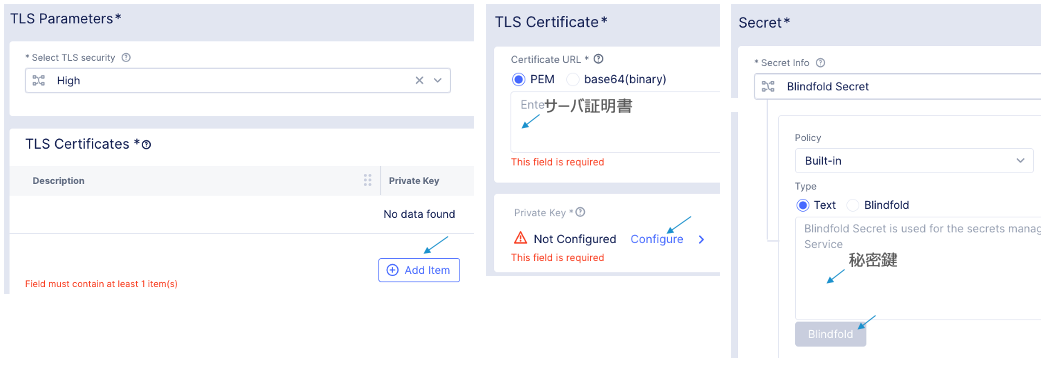 TLS Parameters*
* Select TLS security
High
TLS Certificates *
Description
Private Key
No data found
Add Item
Field must contain at least 1 item(s)
TLS Certificate*
Certificate URL *
PEM
base64(binary)
Ente
サーバ証明書
This field is required
Private Key *
Not Configured
Configure
This field is required
Secret*
* Secret Info
Blindfold Secret
Policy
Built-in
Type
Text
Blindfold
Blindfold Secret is used for the secrets manag
Service
秘密鍵
Blindfold